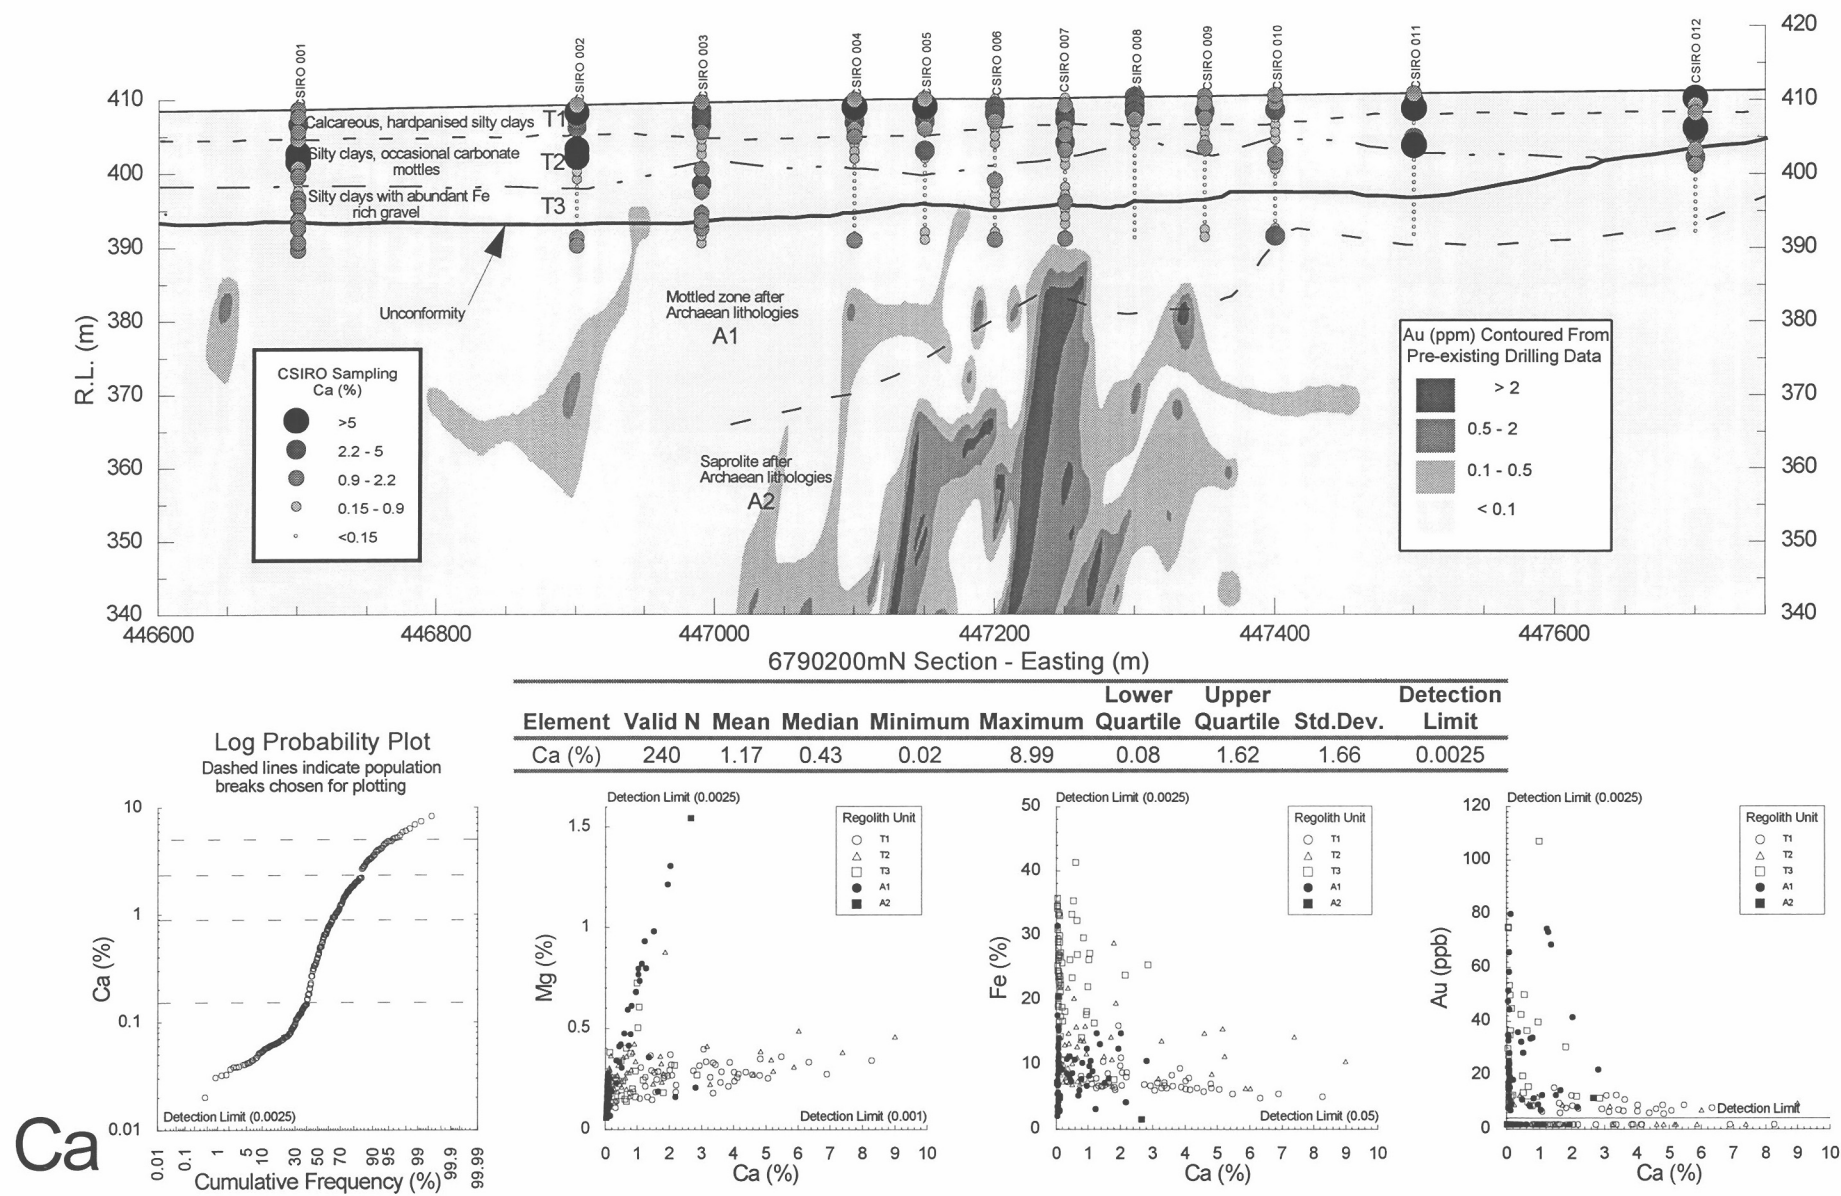 CSIRO 001
CSIRO 002
CSIRO 003
CSIRO 004
CSIRO 005
CSIRO 006
CSIRO 007
CSIRO 008
CSIRO 009
CSIRO 010
CSIRO 011
CSIRO 012
420
410
410
400
400
390
390
380
380
370
370
360
360
350
350
340
340
R.L. (m)
Calcareous, hardpanised silty clays
T1
Silty clays, occasional carbonate
mottles
T2
Silty clays with abundant Fe
rich gravel
T3
Unconformity
Mottled zone after
Archaean lithologies
A1
Saprolite after
Archaean lithologies
A2
CSIRO Sampling
Ca (%)
>5
2.2 - 5
0.9 - 2.2
0.15 - 0.9
<0.15
Au (ppm) Contoured From
Pre-existing Drilling Data
> 2
0.5 - 2
0.1 - 0.5
< 0.1
446600 446800 447000 447200 447400 447600
6790200mN Section - Easting (m)
Element Valid N Mean Median Minimum Maximum Lower Quartile Upper Quartile Std.Dev. Detection Limit
Ca (%) 240 1.17 0.43 0.02 8.99 0.08 1.62 1.66 0.0025
Log Probability Plot
Dashed lines indicate population
breaks chosen for plotting
10
1
0.1
0.01
Ca (%)
Detection Limit (0.0025)
0.01 0.1 1 5 10 30 50 70 90 95 99 99.9 99.99
Cumulative Frequency (%)
Detection Limit (0.0025)
1.5
1
0.5
0
Mg (%)
Regolith Unit
T1
T2
T3
A1
A2
Detection Limit (0.001)
0 1 2 3 4 5 6 7 8 9 10
Ca (%)
Detection Limit (0.0025)
50
40
30
20
10
0
Fe (%)
Regolith Unit
T1
T2
T3
A1
A2
Detection Limit (0.05)
0 1 2 3 4 5 6 7 8 9 10
Ca (%)
Detection Limit (0.0025)
120
100
80
60
40
20
0
Au (ppb)
Regolith Unit
T1
T2
T3
A1
A2
Detection Limit
0 1 2 3 4 5 6 7 8 9 10
Ca (%)
Ca